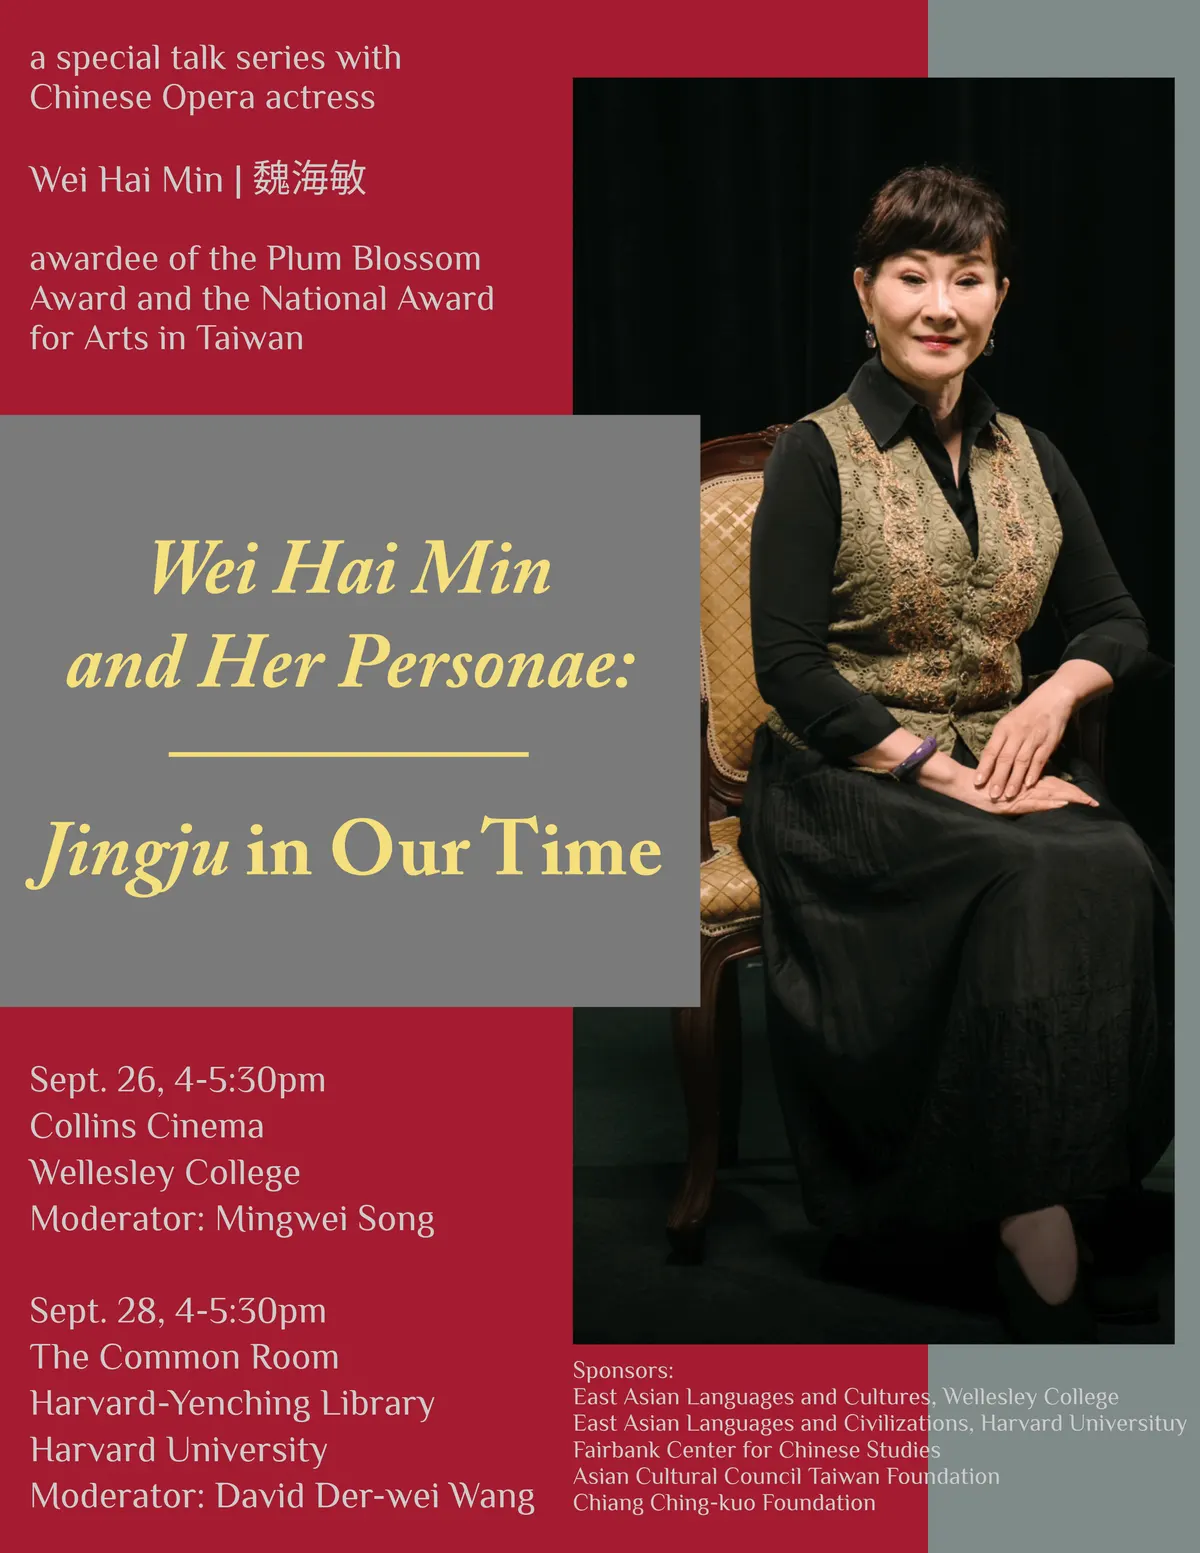 a special talk series with
Chinese Opera actress
Wei Hai Min | 魏海敏
awardee of the Plum Blossom
Award and the National Award
for Arts in Taiwan
Wei Hai Min
and Her Personae:
Jingju in Our Time
Sept. 26, 4-5:30pm
Collins Cinema
Wellesley College
Moderator: Mingwei Song
Sept. 28, 4-5:30pm
The Common Room
Harvard-Yenching Library
Harvard University
Moderator: David Der-wei Wang
Sponsors:
East Asian Languages and Cultures, Wellesley College
East Asian Languages and Civilizations, Harvard Universituy
Fairbank Center for Chinese Studies
Asian Cultural Council Taiwan Foundation
Chiang Ching-kuo Foundation